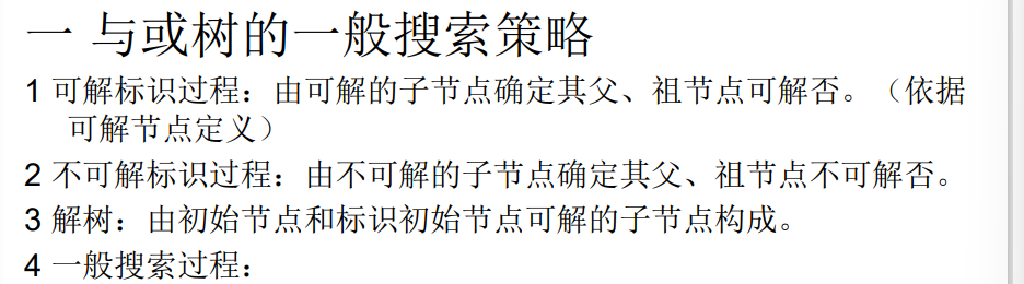 一 与或树的一般搜索策略
1 可解标识过程：由可解的子节点确定其父、祖节点可解否。（依据
可解节点定义）
2 不可解标识过程：由不可解的子节点确定其父、祖节点不可解否。
3 解树：由初始节点和标识初始节点可解的子节点构成。
4 一般搜索过程：